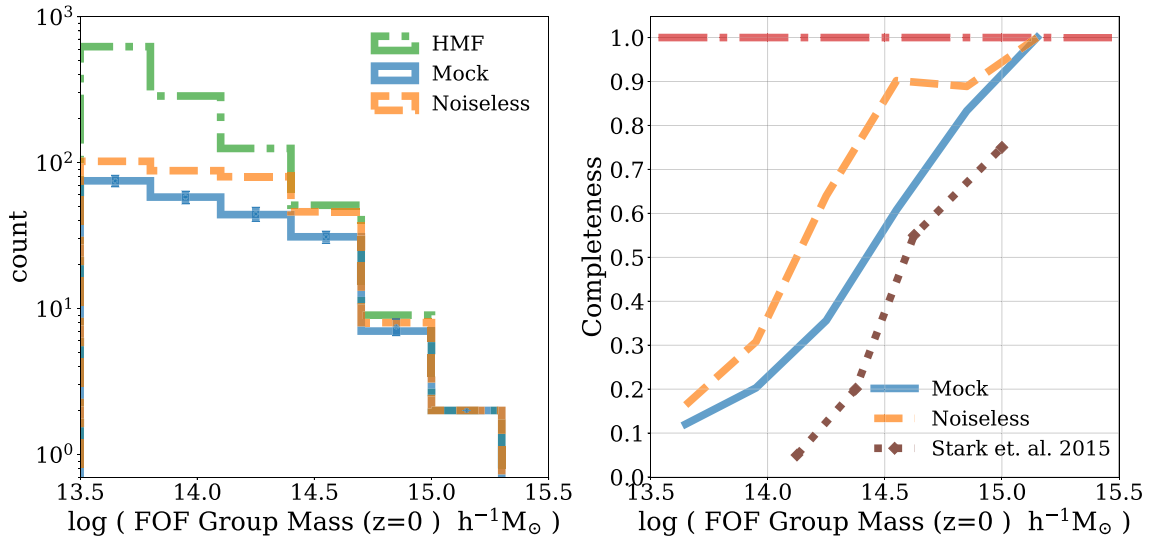 10³
10²
10¹
10⁰
count
HMF
Mock
Noiseless
13.5 14.0 14.5 15.0 15.5
log ( FOF Group Mass (z=0 ) h⁻¹M⊙ )
1.0
0.9
0.8
0.7
0.6
0.5
0.4
0.3
0.2
0.1
0.0
Completeness
Mock
Noiseless
Stark et. al. 2015
13.5 14.0 14.5 15.0 15.5
log ( FOF Group Mass (z=0 ) h⁻¹M⊙ )